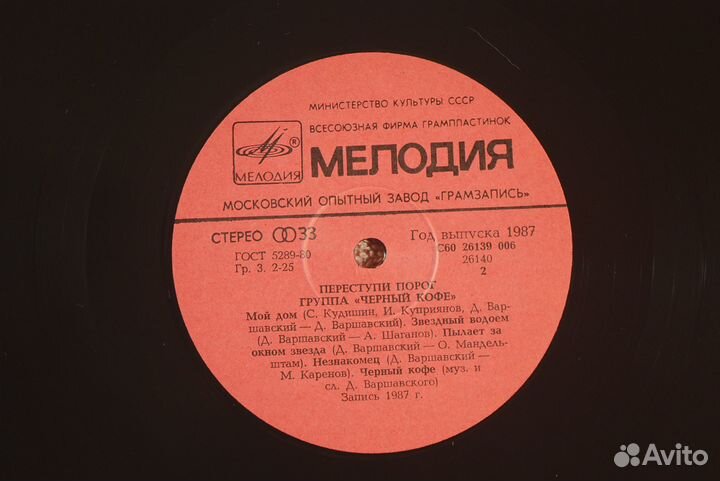 МИНИСТЕРСТВО КУЛЬТУРЫ СССР
ВСЕСОЮЗНАЯ ФИРМА ГРАМПЛАСТИНОК
МЕЛОДИЯ ® МЕЛОДИЯ
МОСКОВСКИЙ ОПЫТНЫЙ ЗАВОД «ГРАМЗАПИСЬ»
СТЕРЕО 33 Год выпуска 1987
ГОСТ 5289-80 С60 26139 006
Гр. 3. 2-25 26140
2
ПЕРЕСТУПИ ПОРОГ
ГРУППА «ЧЕРНЫЙ КОФЕ»
Мой дом (С. Кудишин, И. Куприянов, Д. Вар-
шавский — Д. Варшавский). Звездный водоем
(Д. Варшавский — А. Шаганов). Пылает за
окном звезда (Д. Варшавский — О. Мандель-
штам). Незнакомец (Д. Варшавский —
М. Каренов). Черный кофе (муз. и
сл. Д. Варшавского)
Запись 1987 г.
Avito